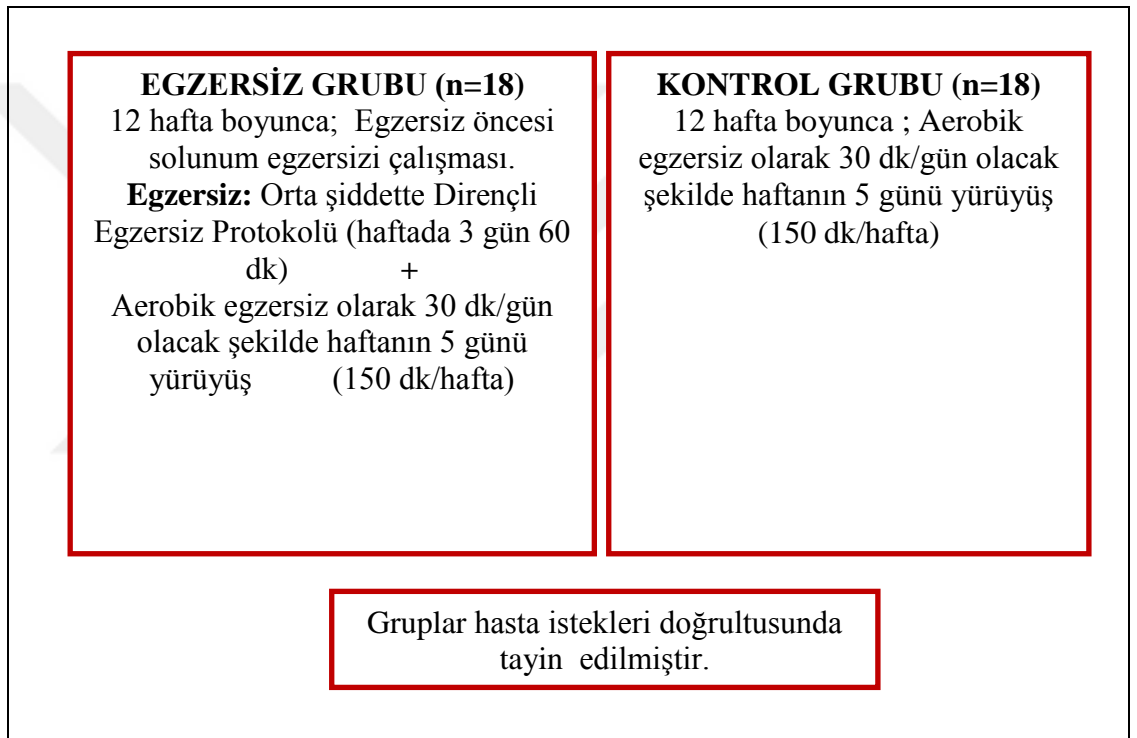 EGZERSİZ GRUBU (n=18)
12 hafta boyunca; Egzersiz öncesi
solunum egzersizi çalışması.
Egzersiz: Orta şiddette Dirençli
Egzersiz Protokolü (haftada 3 gün 60
dk) +
Aerobik egzersiz olarak 30 dk/gün
olacak şekilde haftanın 5 günü
yürüyüş (150 dk/hafta)
KONTROL GRUBU (n=18)
12 hafta boyunca ; Aerobik
egzersiz olarak 30 dk/gün olacak
şekilde haftanın 5 günü yürüyüş
(150 dk/hafta)
Gruplar hasta istekleri doğrultusunda
tayin edilmiştir.